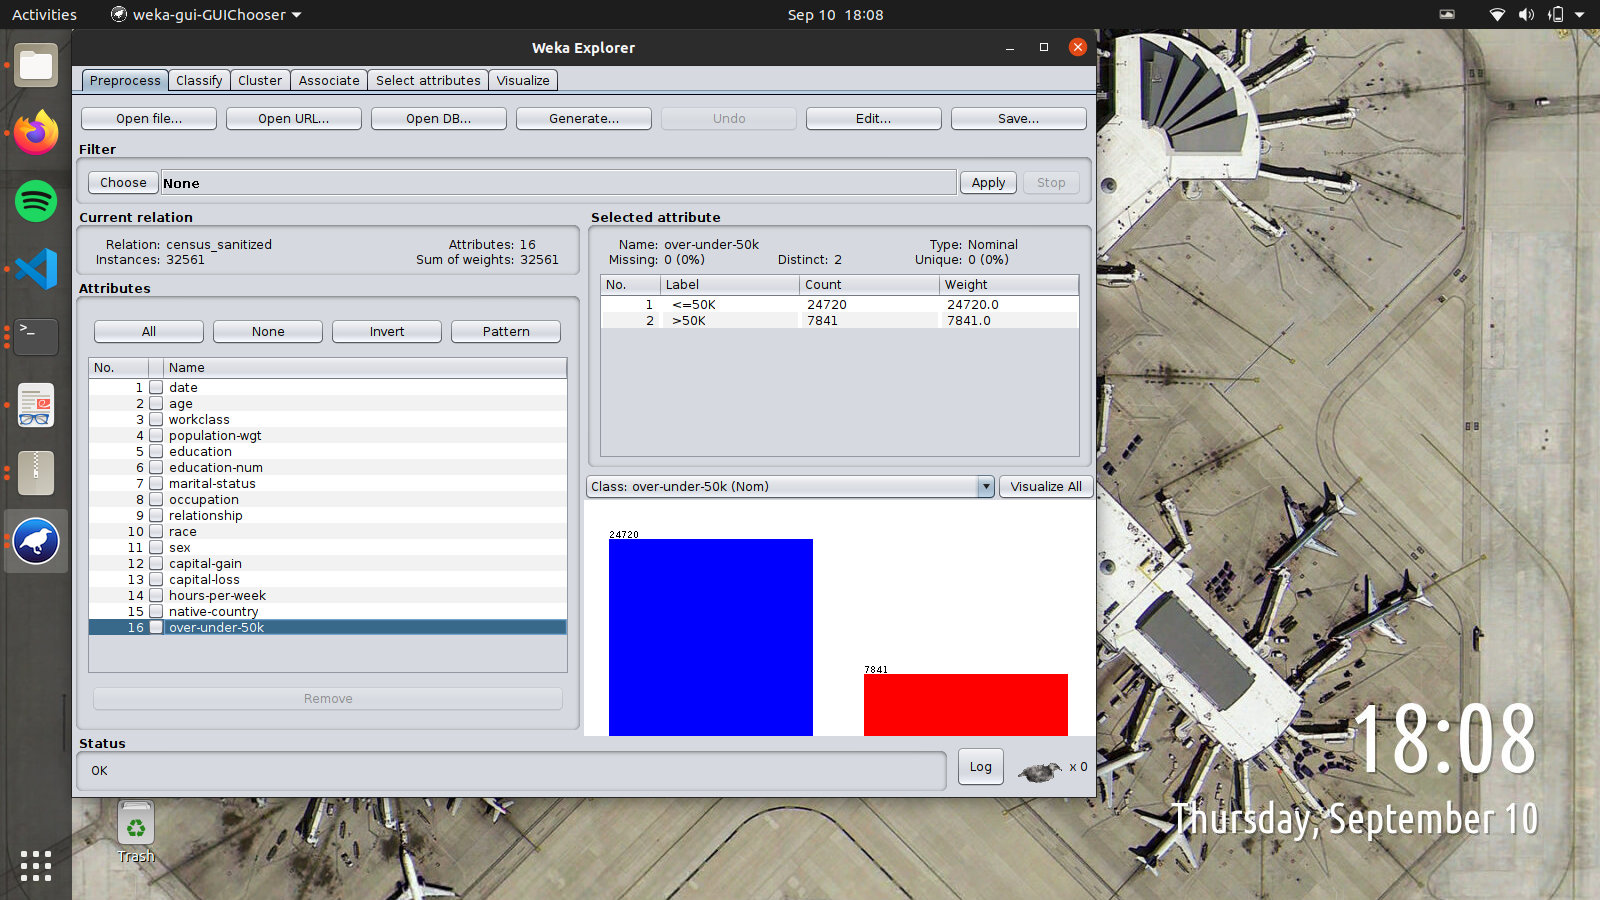 Activities
weka-gui-GUIChooser
Sep 10 18:08
Weka Explorer
Preprocess
Classify
Cluster
Associate
Select attributes
Visualize
Open file...
Open URL...
Open DB...
Generate...
Undo
Edit...
Save...
Filter
Choose
None
Apply
Stop
Current relation
Relation: census_sanitized
Attributes: 16
Instances: 32561
Sum of weights: 32561
Selected attribute
Name: over-under-50k
Type: Nominal
Missing: 0 (0%)
Distinct: 2
Unique: 0 (0%)
No. Label Count Weight
1 <=50K 24720 24720.0
2 >50K 7841 7841.0
Attributes
All
None
Invert
Pattern
No. Name
1 date
2 age
3 workclass
4 population-wgt
5 education
6 education-num
7 marital-status
8 occupation
9 relationship
10 race
11 sex
12 capital-gain
13 capital-loss
14 hours-per-week
15 native-country
16 over-under-50k
Remove
Class: over-under-50k (Nom)
Visualize All
24720
7841
Status
OK
Log
x 0
18:08
Thursday, September 10
Trash